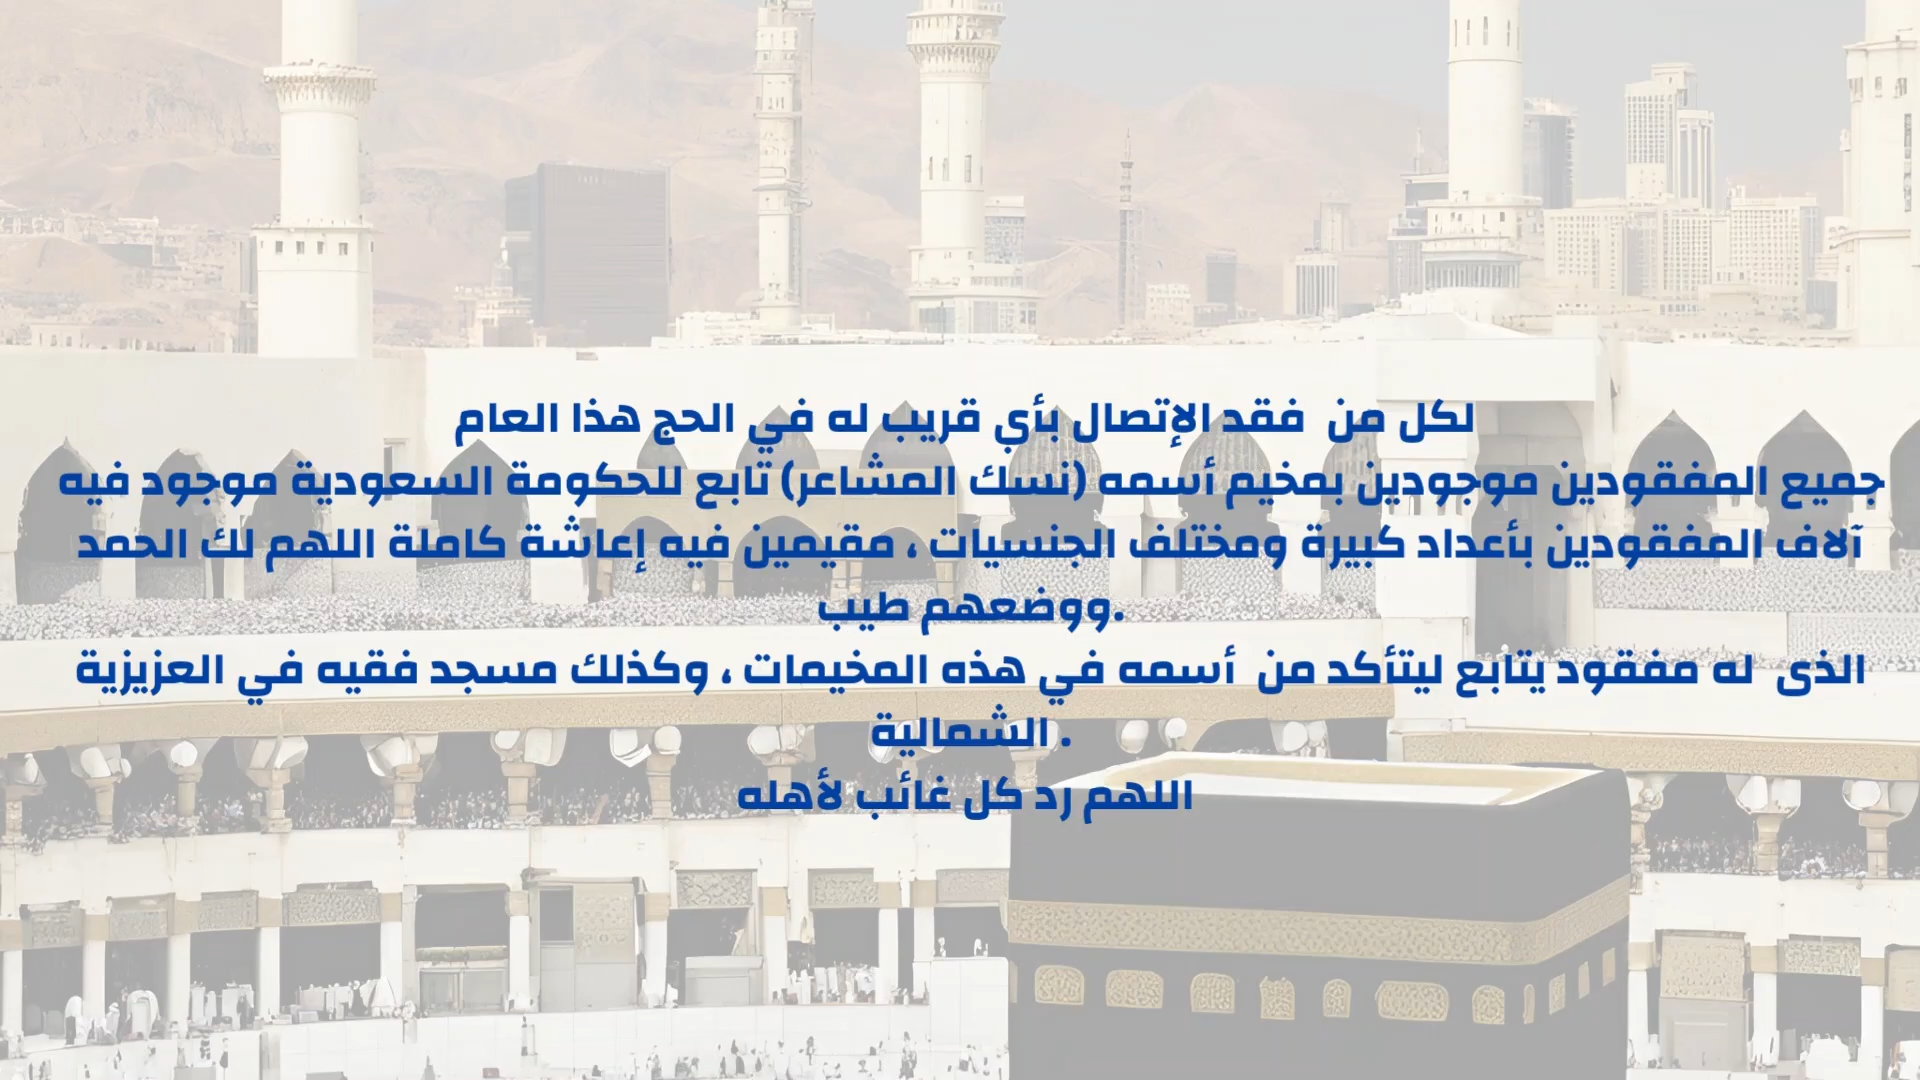 لكل من فقد الإتصال بأي قريب له في الحج هذا العام
جميع المفقودين موجودين بمخيم أسمه (نسك المشاعر) تابع للحكومة السعودية موجود فيه
آلاف المفقودين بأعداد كبيرة ومختلف الجنسيات ، مقيمين فيه إعاشة كاملة اللهم لك الحمد
.ووضعهم طيب
الذى له مفقود يتابع ليتأكد من أسمه في هذه المخيمات ، وكذلك مسجد فقيه في العزيزية
. الشمالية
اللهم رد كل غائب لأهله